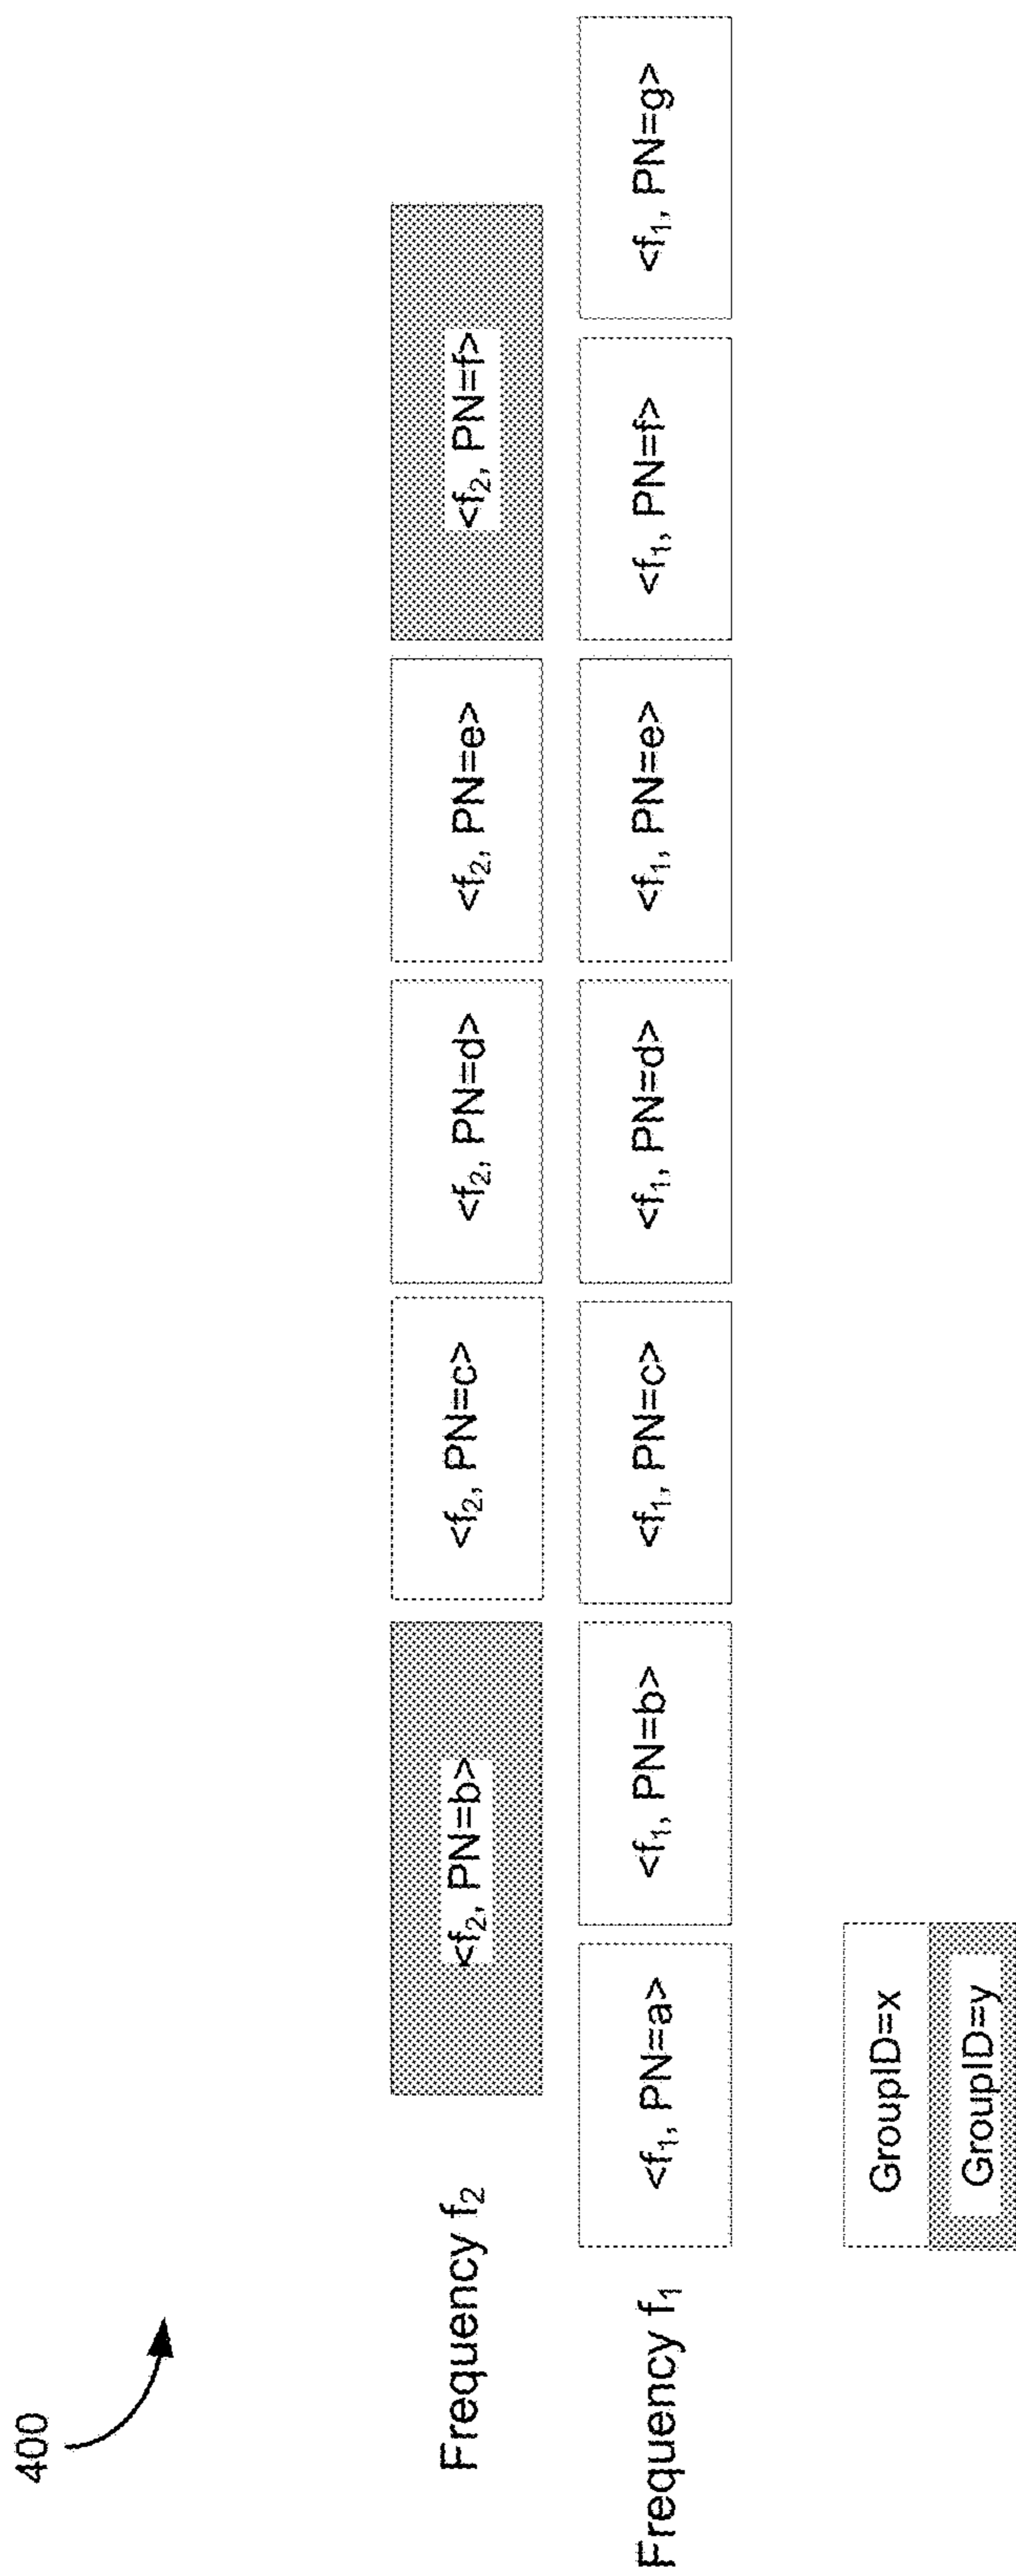 400
Frequency f₂
<f₂, PN=b>
<f₂, PN=c>
<f₂, PN=d>
<f₂, PN=e>
<f₂, PN=f>
Frequency f₁
<f₁, PN=a>
<f₁, PN=b>
<f₁, PN=c>
<f₁, PN=d>
<f₁, PN=e>
<f₁, PN=f>
<f₁, PN=g>
GroupID=x
GroupID=y